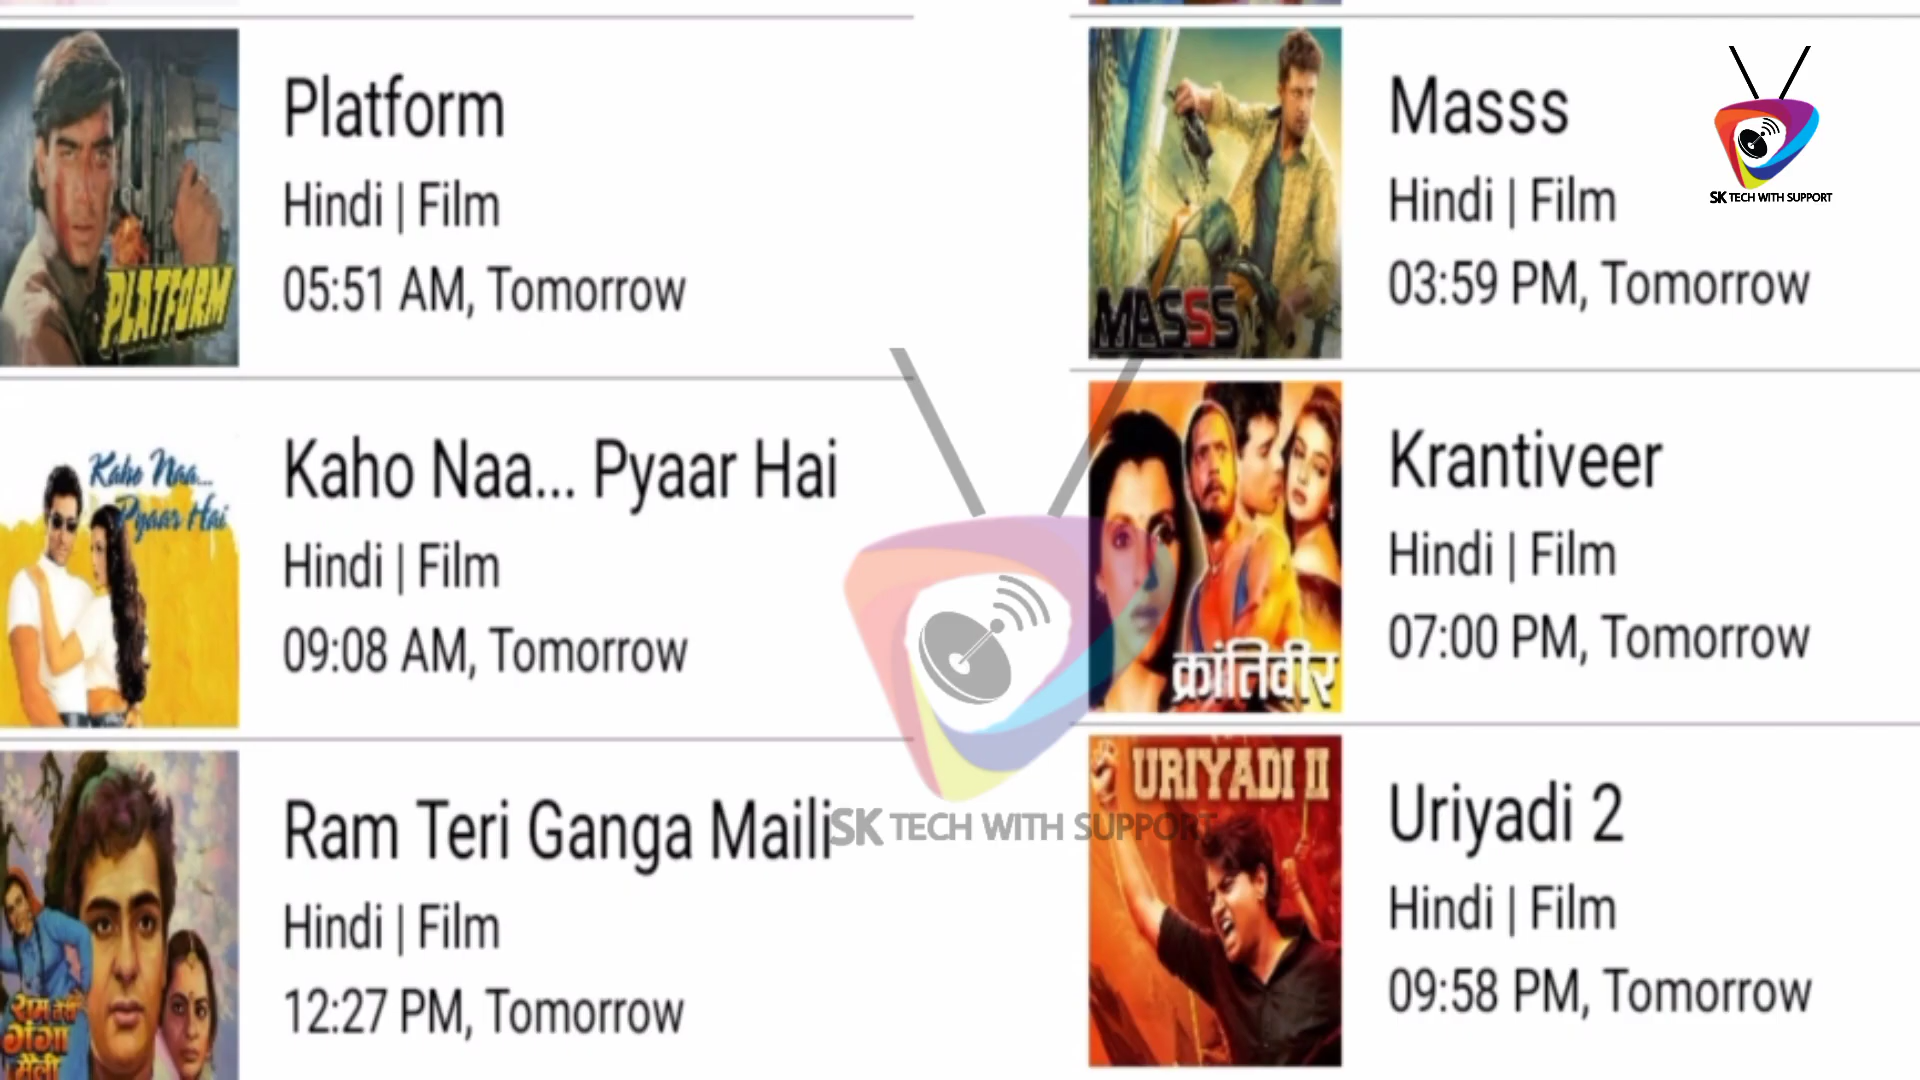 Platform
Hindi | Film
05:51 AM, Tomorrow
PLATFORM
Kaho Naa... Pyaar Hai
Hindi | Film
09:08 AM, Tomorrow
Kaho Naa...
Pyaar Hai
Ram Teri Ganga Maili
Hindi | Film
12:27 PM, Tomorrow
राम तेरी
गंगा
मैली
Masss
Hindi | Film
03:59 PM, Tomorrow
MASSS
SK TECH WITH SUPPORT
Krantiveer
Hindi | Film
07:00 PM, Tomorrow
क्रांतिवीर
Uriyadi 2
Hindi | Film
09:58 PM, Tomorrow
URIYADI II
SK TECH WITH SUPPORT